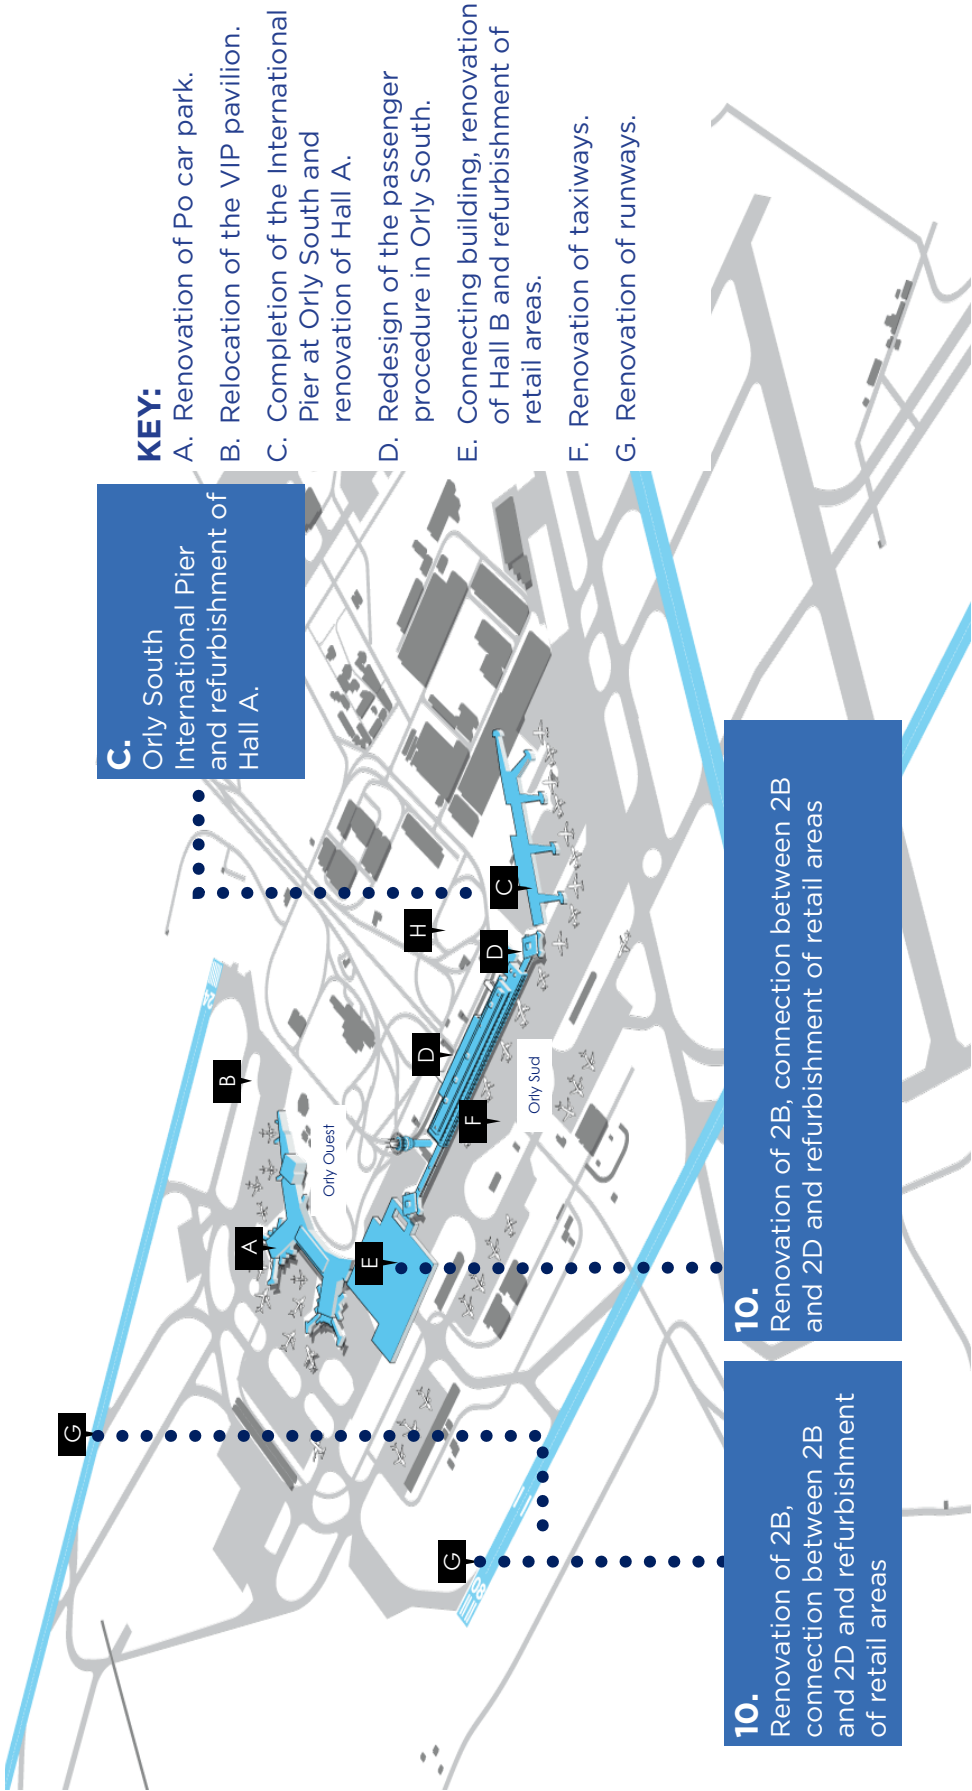 KEY:
A. Renovation of Po car park.
B. Relocation of the VIP pavilion.
C. Completion of the International
Pier at Orly South and
renovation of Hall A.
D. Redesign of the passenger
procedure in Orly South.
E. Connecting building, renovation
of Hall B and refurbishment of
retail areas.
F. Renovation of taxiways.
G. Renovation of runways.
C.
Orly South
International Pier
and refurbishment of
Hall A.
G
A
B
H
C
D
D
F
E
G
Orly Ouest
Orly Sud
26
08
10.
Renovation of 2B,
connection between 2B
and 2D and refurbishment
of retail areas
10.
Renovation of 2B, connection between 2B
and 2D and refurbishment of retail areas